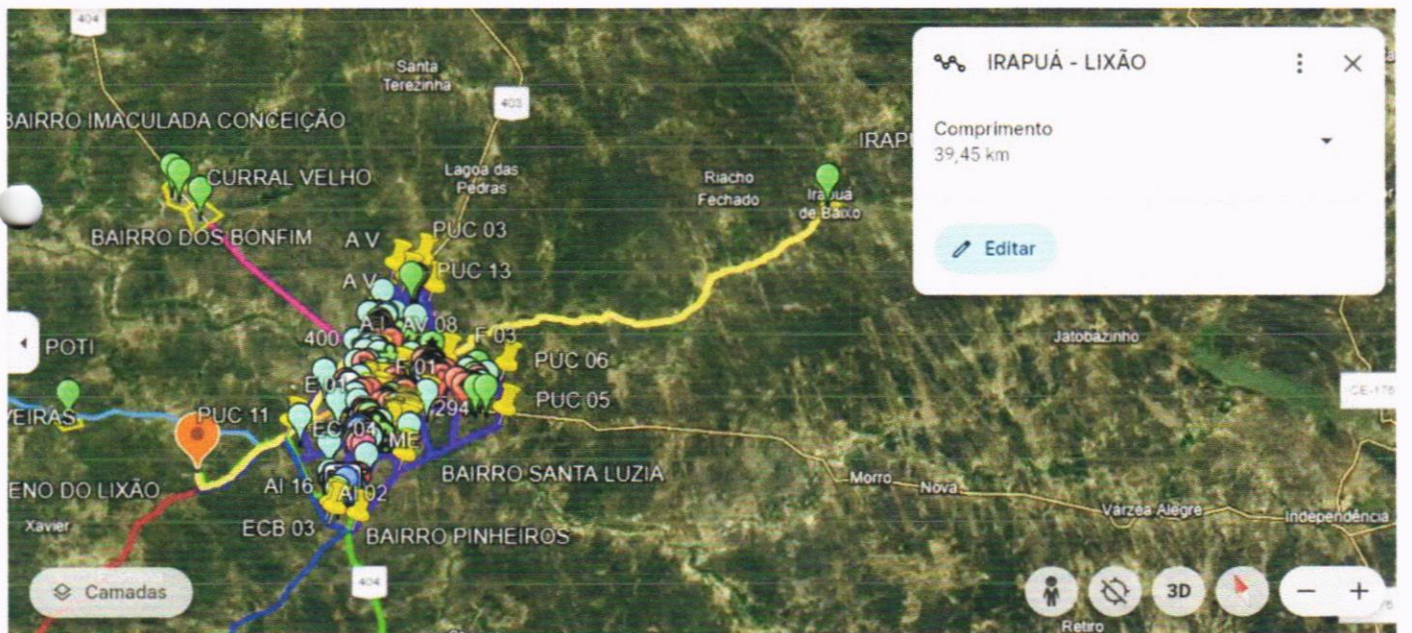 404
Santa
Terezinha
403
IRAPUÁ - LIXÃO
Comprimento
39,45 km
Editar
BAIRRO IMACULADA CONCEIÇÃO
CURRAL VELHO
Lagoa das
Pedras
Riacho
Fechado
IRAPU
Irapuá
de Baixo
BAIRRO DOS BONFIM
A V
PUC 03
PUC 13
A V
A I
AV 08
400
F 03
POTI
F 01
PUC 06
E 01
Jatobazinho
CE-176
VEIRAS
PUC 11
294
PUC 05
EC 04
ME
ENO DO LIXÃO
AI 16
AI 02
BAIRRO SANTA LUZIA
Morro
Nova
Várzea Alegre
Independência
Xavier
ECB 03
BAIRRO PINHEIROS
Camadas
404
3D
Retiro